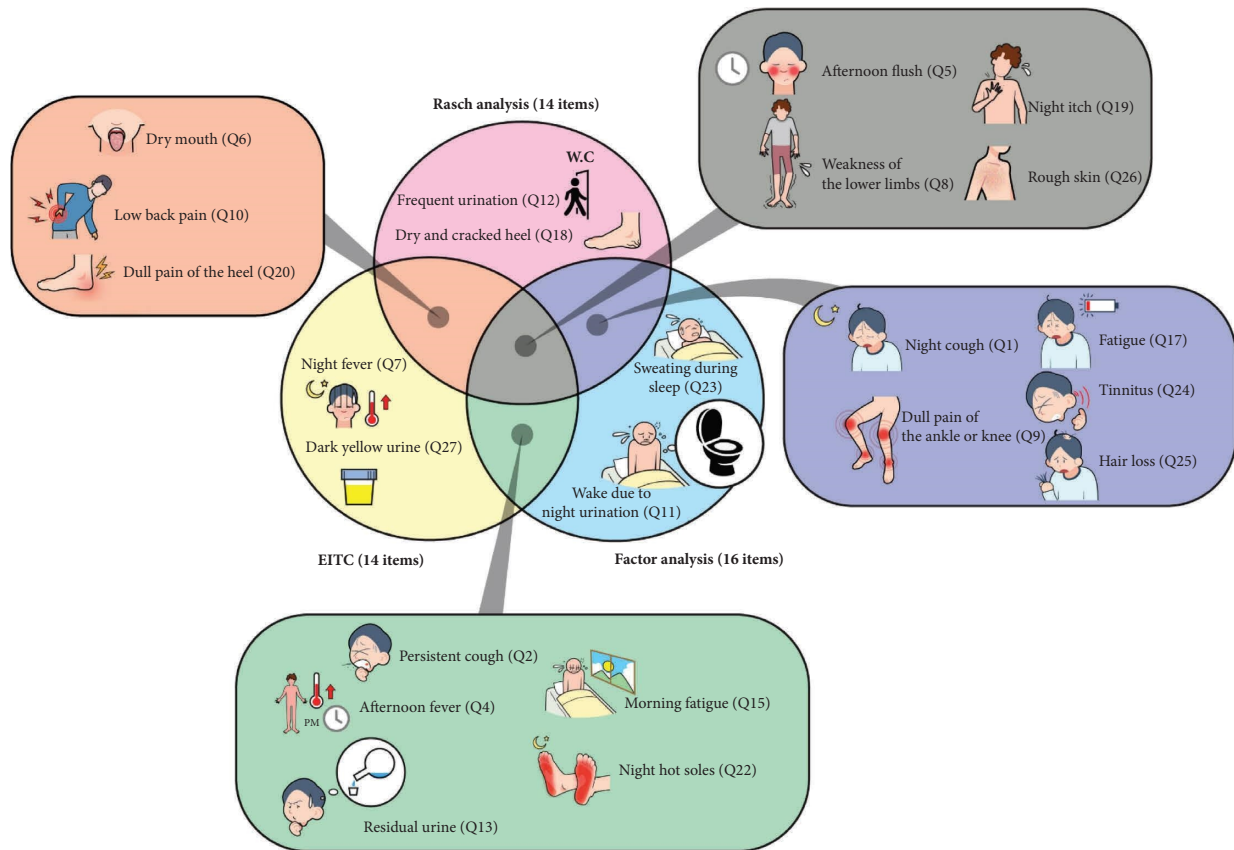 Rasch analysis (14 items)
W.C
Frequent urination (Q12)
Dry and cracked heel (Q18)
Dry mouth (Q6)
Low back pain (Q10)
Dull pain of the heel (Q20)
Afternoon flush (Q5)
Night itch (Q19)
Weakness of
the lower limbs (Q8)
Rough skin (Q26)
Night cough (Q1)
Fatigue (Q17)
Tinnitus (Q24)
Dull pain of
the ankle or knee (Q9)
Hair loss (Q25)
Night fever (Q7)
Dark yellow urine (Q27)
Sweating during
sleep (Q23)
Wake due to
night urination (Q11)
EITC (14 items)
Factor analysis (16 items)
Persistent cough (Q2)
Afternoon fever (Q4)
PM
Morning fatigue (Q15)
Night hot soles (Q22)
Residual urine (Q13)